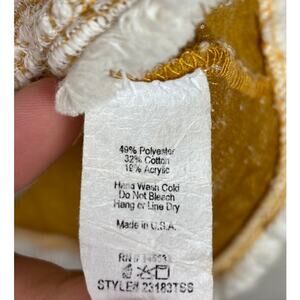 49% Polyester
32% Cotton
19% Acrylic
Hand Wash Cold
Do Not Bleach
Hang or Line Dry
Made in U.S.A.
RN #
STYLE# 23183TSS